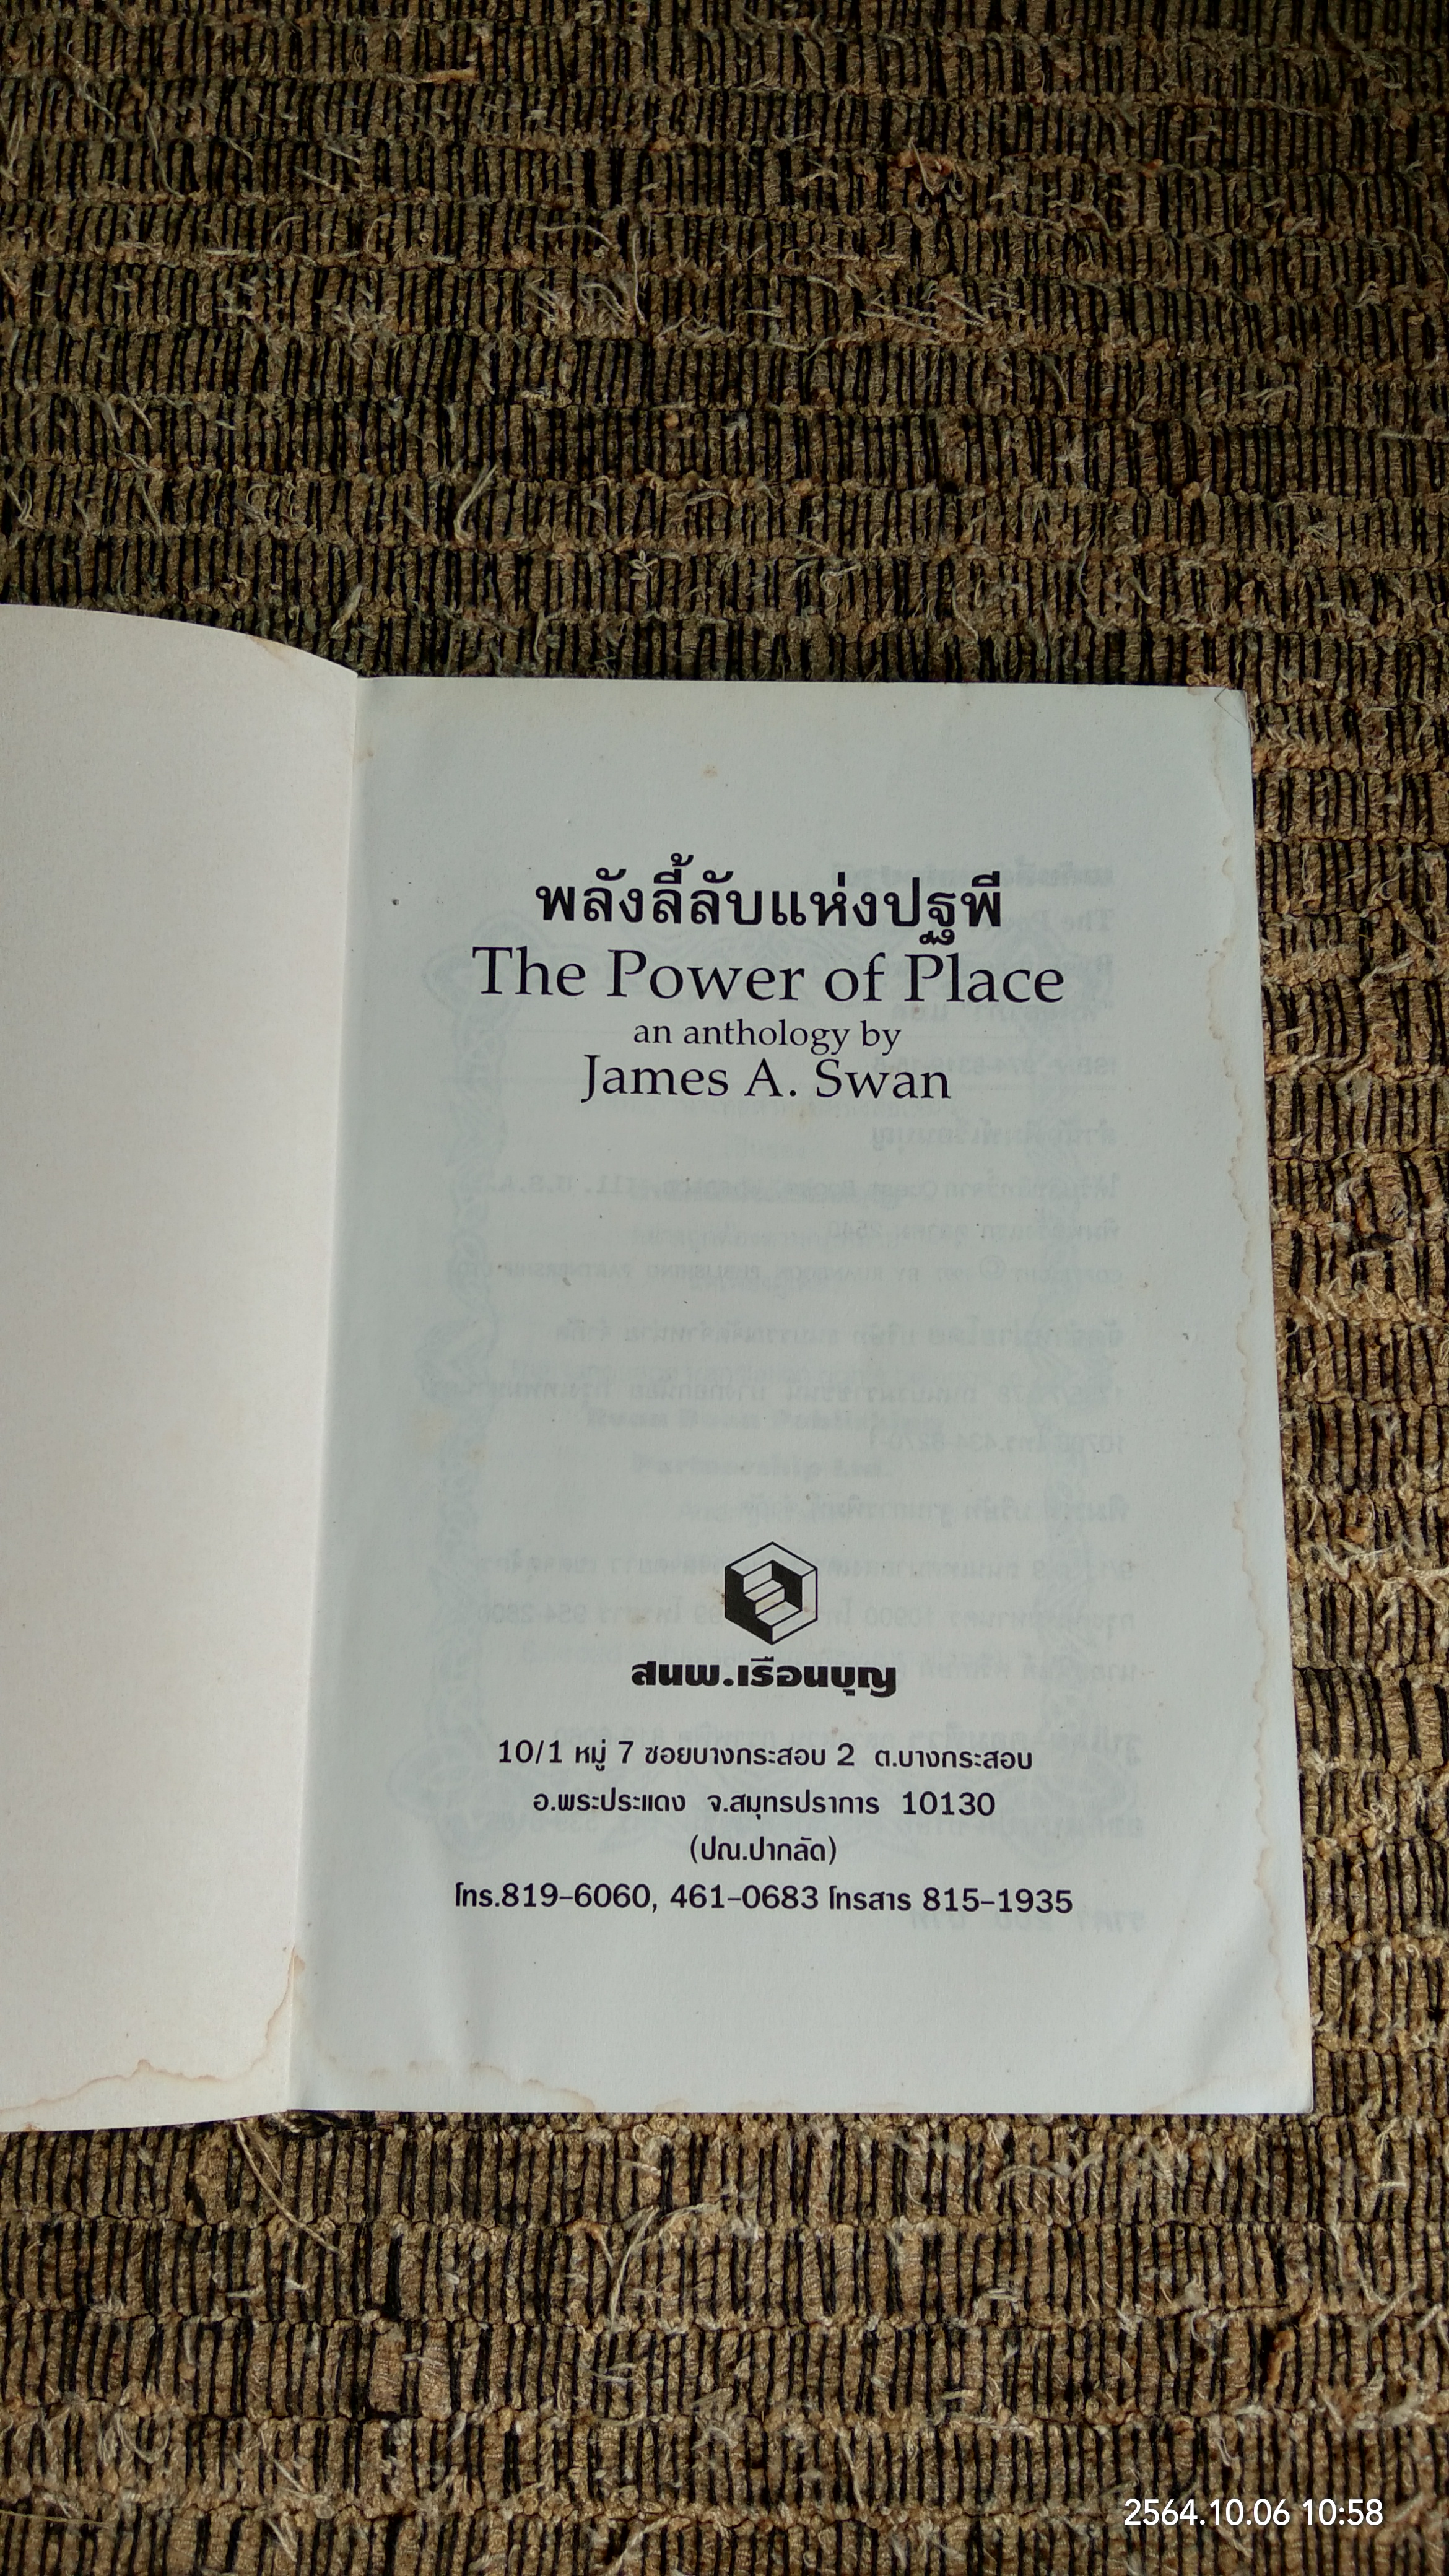 พลังลี้ลับแห่งปฐพี
The Power of Place
an anthology by
James A. Swan
สนพ.เรือนบุญ
10/1 หมู่ 7 ซอยบางกระสอบ 2 ต.บางกระสอบ
อ.พระประแดง จ.สมุทรปราการ 10130
(ปณ.ปากลัด)
โทร.819-6060, 461-0683 โทรสาร 815-1935
2564.10.06 10:58